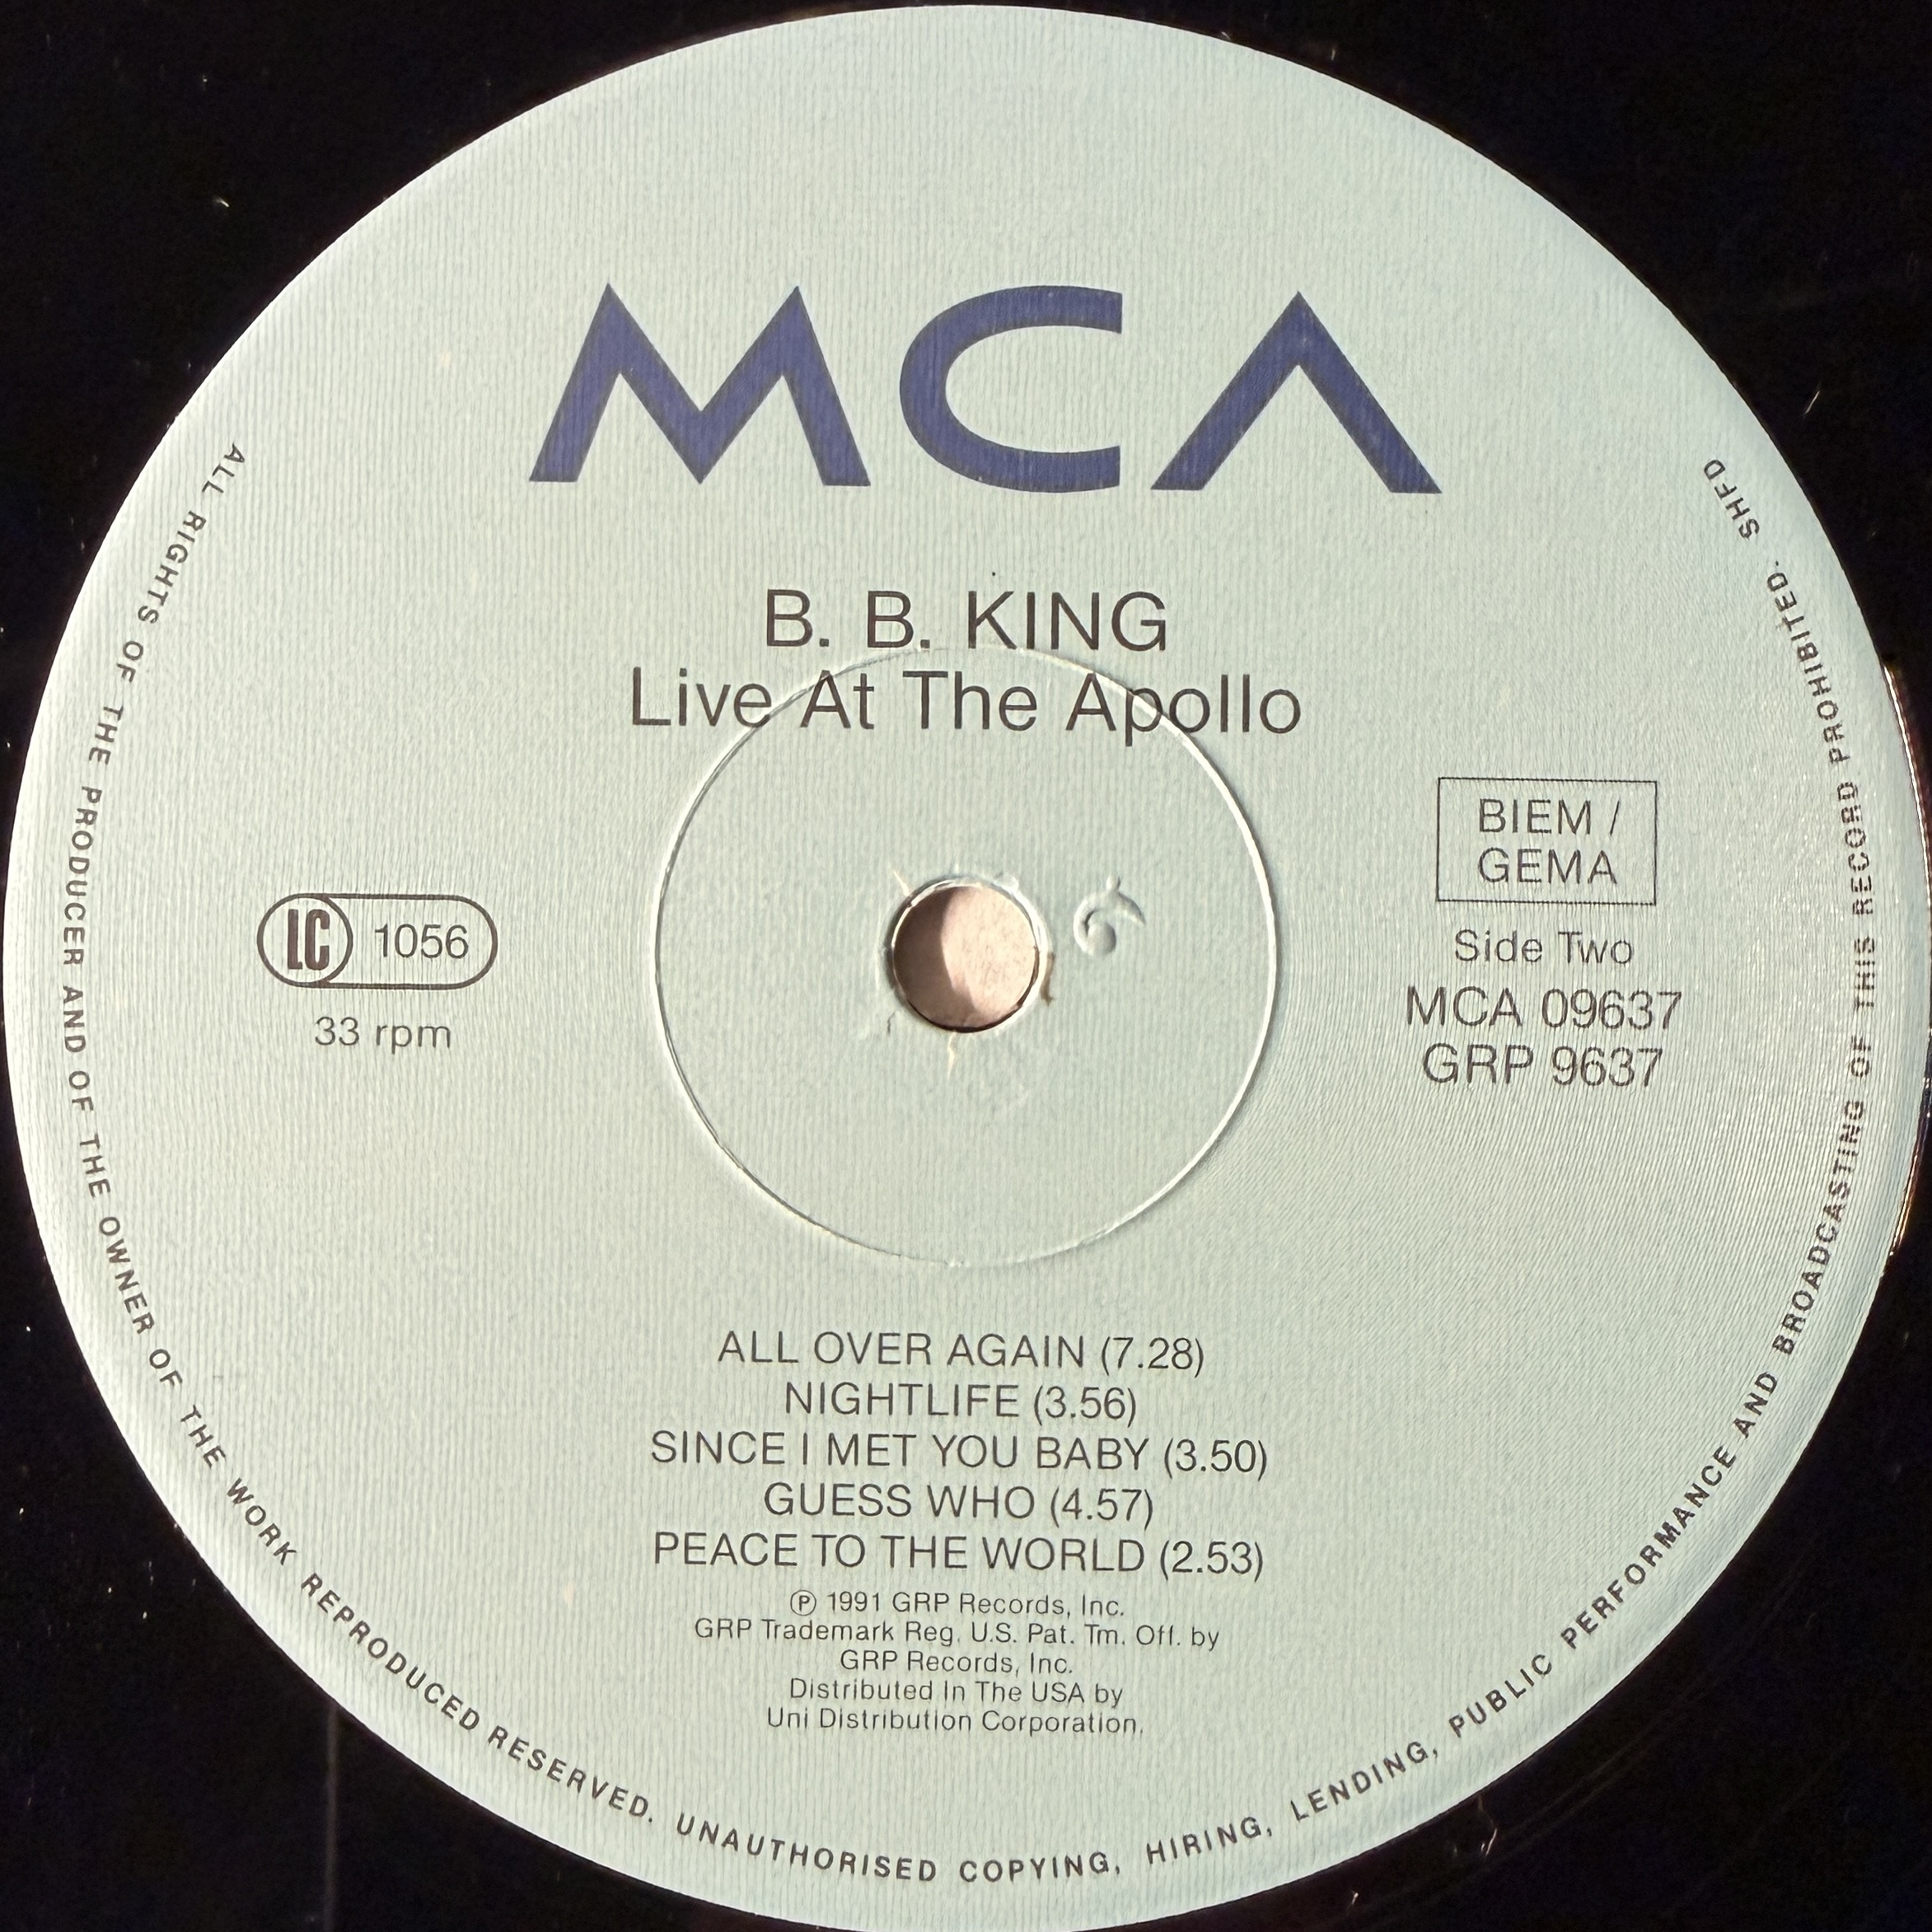 MCA
B. B. KING
Live At The Apollo
BIEM /
GEMA
LC 1056
33 rpm
Side Two
MCA 09637
GRP 9637
6
ALL OVER AGAIN (7.28)
NIGHTLIFE (3.56)
SINCE I MET YOU BABY (3.50)
GUESS WHO (4.57)
PEACE TO THE WORLD (2.53)
℗ 1991 GRP Records, Inc.
GRP Trademark Reg. U.S. Pat. Tm. Off. by
GRP Records, Inc.
Distributed In The USA by
Uni Distribution Corporation.
ALL RIGHTS OF THE PRODUCER AND OF THE OWNER OF THE WORK REPRODUCED RESERVED. UNAUTHORISED COPYING, HIRING, LENDING, PUBLIC PERFORMANCE AND BROADCASTING OF THIS RECORD PROHIBITED. SHFD